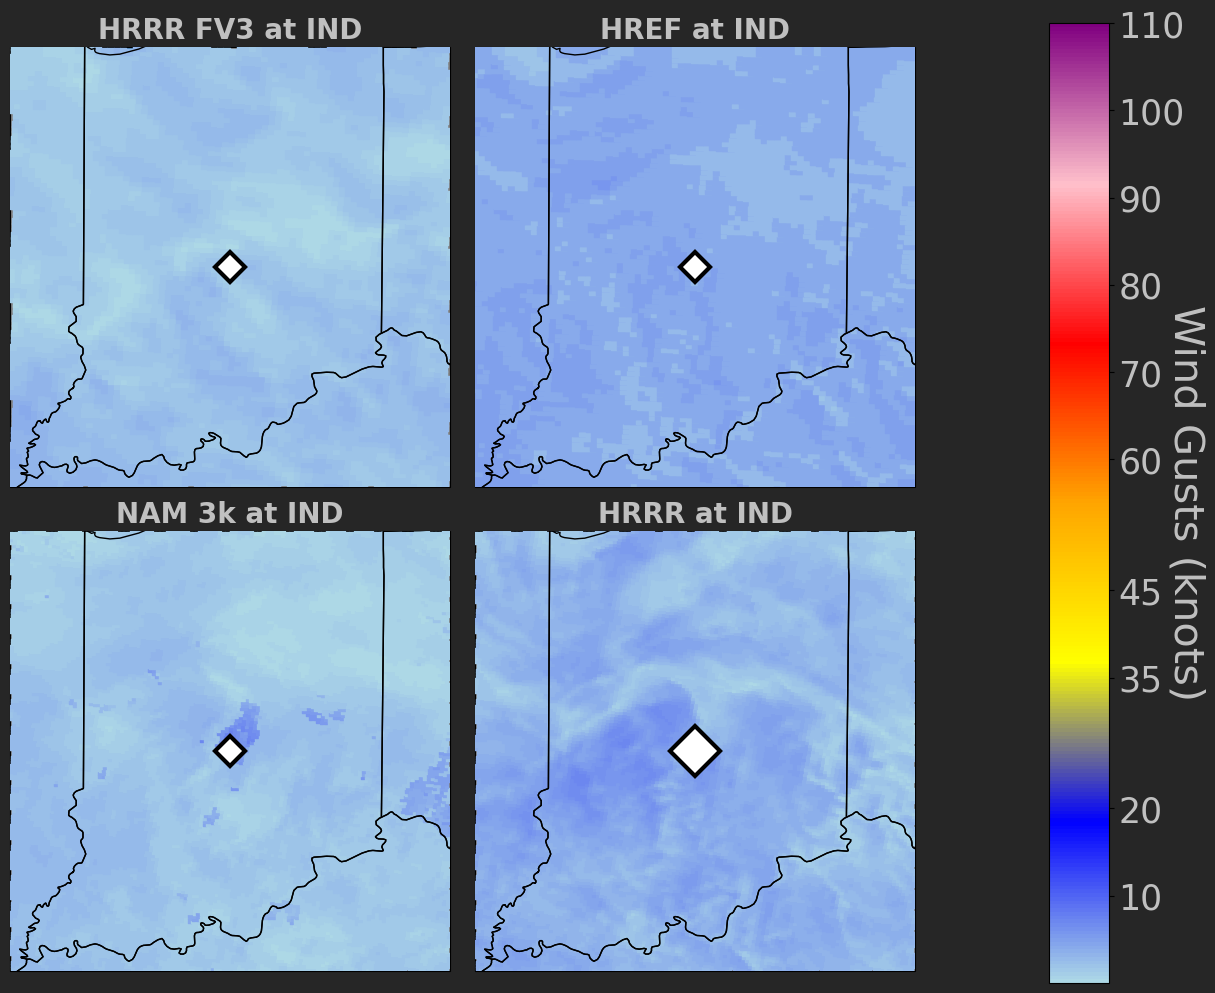 HRRR FV3 at IND
HREF at IND
NAM 3k at IND
HRRR at IND
110
100
90
80
70
60
45
35
20
10
Wind Gusts (knots)